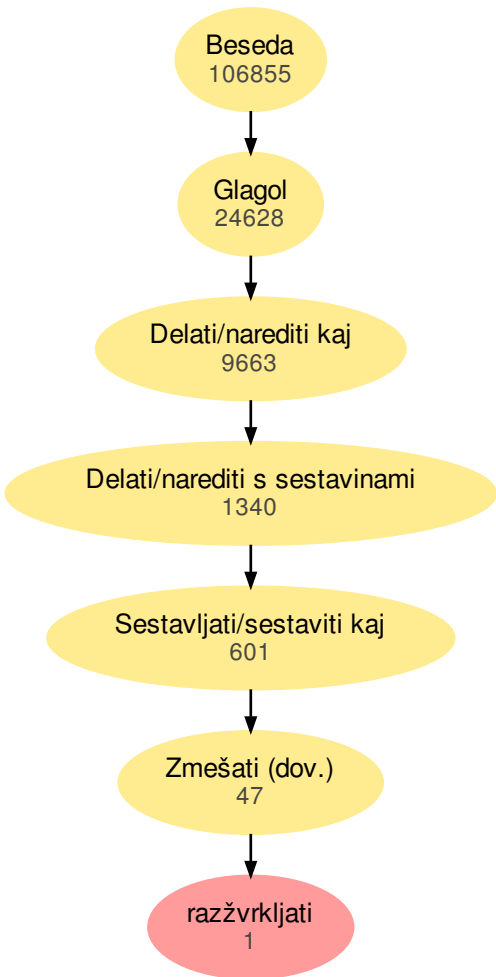 Beseda
106855
Glagol
24628
Delati/narediti kaj
9663
Delati/narediti s sestavinami
1340
Sestavljati/sestaviti kaj
601
Zmešati (dov.)
47
razžvrkljati
1